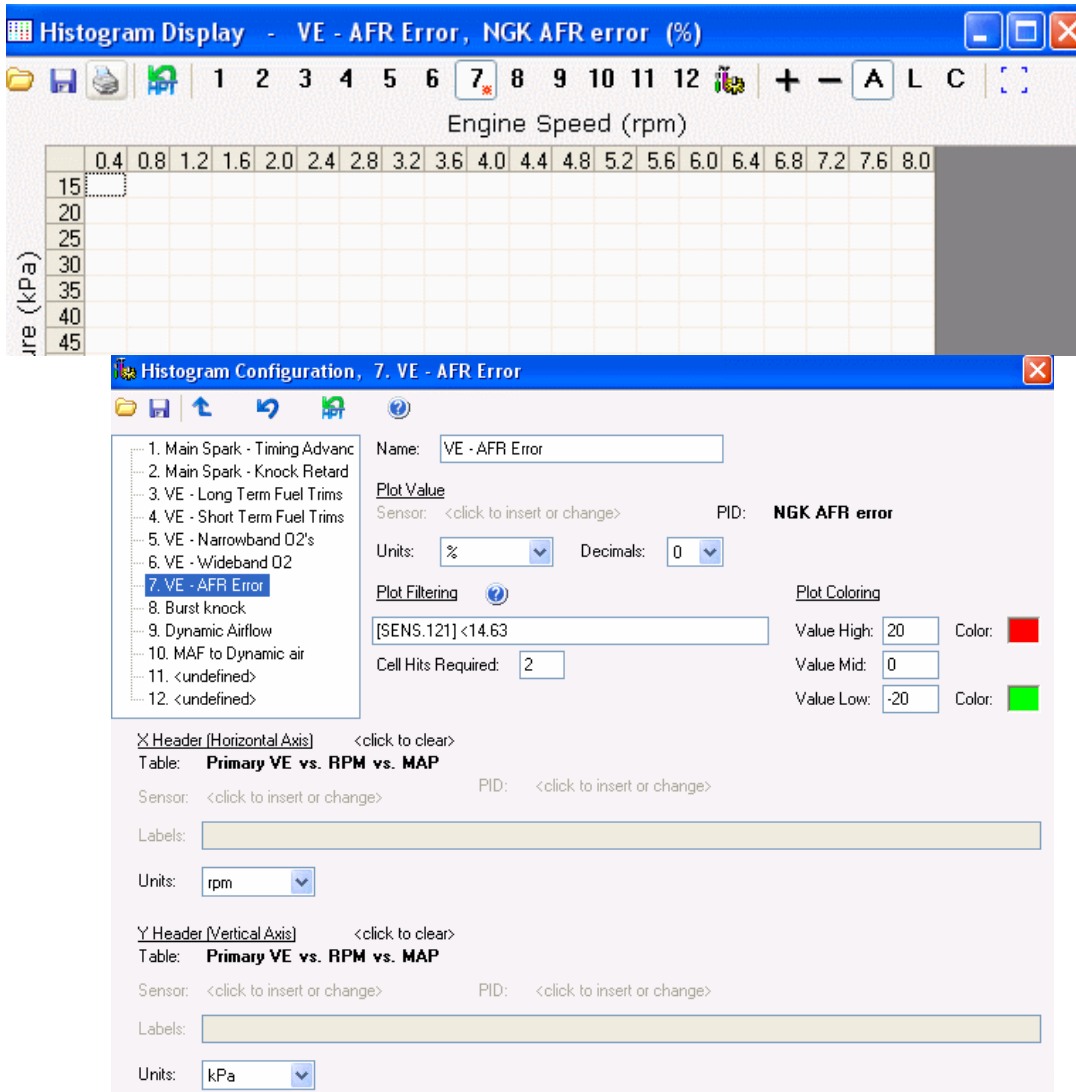 Histogram Display - VE - AFR Error, NGK AFR error (%)
1 2 3 4 5 6 7 8 9 10 11 12 + − A L C
Engine Speed (rpm)
0.4 0.8 1.2 1.6 2.0 2.4 2.8 3.2 3.6 4.0 4.4 4.8 5.2 5.6 6.0 6.4 6.8 7.2 7.6 8.0
15
20
25
30
35
40
45
ure (kPa)
Histogram Configuration, 7. VE - AFR Error
1. Main Spark - Timing Advanc
2. Main Spark - Knock Retard
3. VE - Long Term Fuel Trims
4. VE - Short Term Fuel Trims
5. VE - Narrowband O2's
6. VE - Wideband O2
7. VE - AFR Error
8. Burst knock
9. Dynamic Airflow
10. MAF to Dynamic air
11. <undefined>
12. <undefined>
Name: VE - AFR Error
Plot Value
Sensor: <click to insert or change> PID: NGK AFR error
Units: % Decimals: 0
Plot Filtering
[SENS.121]<14.63
Cell Hits Required: 2
Plot Coloring
Value High: 20 Color:
Value Mid: 0
Value Low: -20 Color:
X Header (Horizontal Axis) <click to clear>
Table: Primary VE vs. RPM vs. MAP
Sensor: <click to insert or change> PID: <click to insert or change>
Labels:
Units: rpm
Y Header (Vertical Axis) <click to clear>
Table: Primary VE vs. RPM vs. MAP
Sensor: <click to insert or change> PID: <click to insert or change>
Labels:
Units: kPa